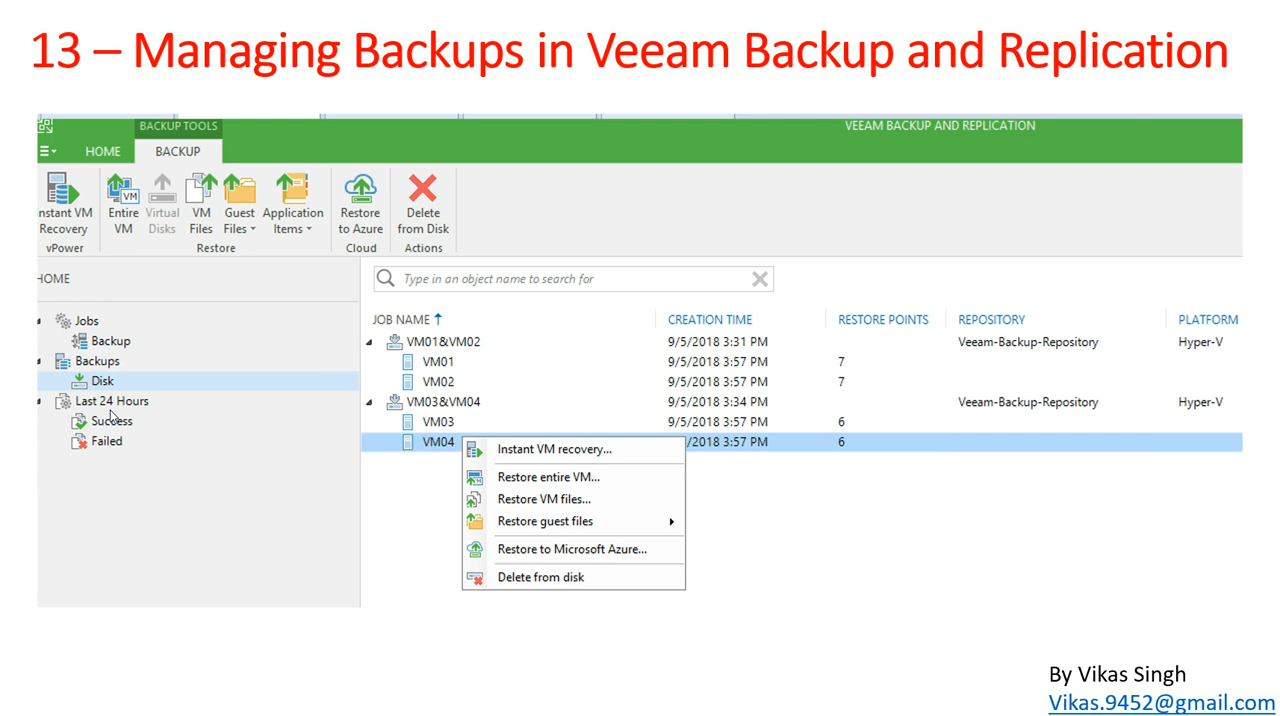 13 – Managing Backups in Veeam Backup and Replication
BACKUP TOOLS
VEEAM BACKUP AND REPLICATION
HOME
BACKUP
nstant VM
Recovery
Entire
VM
Virtual
Disks
VM
Files
Guest
Files
Application
Items
Restore
to Azure
Delete
from Disk
vPower
Restore
Cloud
Actions
HOME
Type in an object name to search for
Jobs
Backup
Backups
Disk
Last 24 Hours
Success
Failed
JOB NAME CREATION TIME RESTORE POINTS REPOSITORY PLATFORM
VM01&VM02 9/5/2018 3:31 PM Veeam-Backup-Repository Hyper-V
VM01 9/5/2018 3:57 PM 7
VM02 9/5/2018 3:57 PM 7
VM03&VM04 9/5/2018 3:34 PM Veeam-Backup-Repository Hyper-V
VM03 9/5/2018 3:57 PM 6
VM04 /5/2018 3:57 PM 6
Instant VM recovery...
Restore entire VM...
Restore VM files...
Restore guest files
Restore to Microsoft Azure...
Delete from disk
By Vikas Singh
Vikas.9452@gmail.com